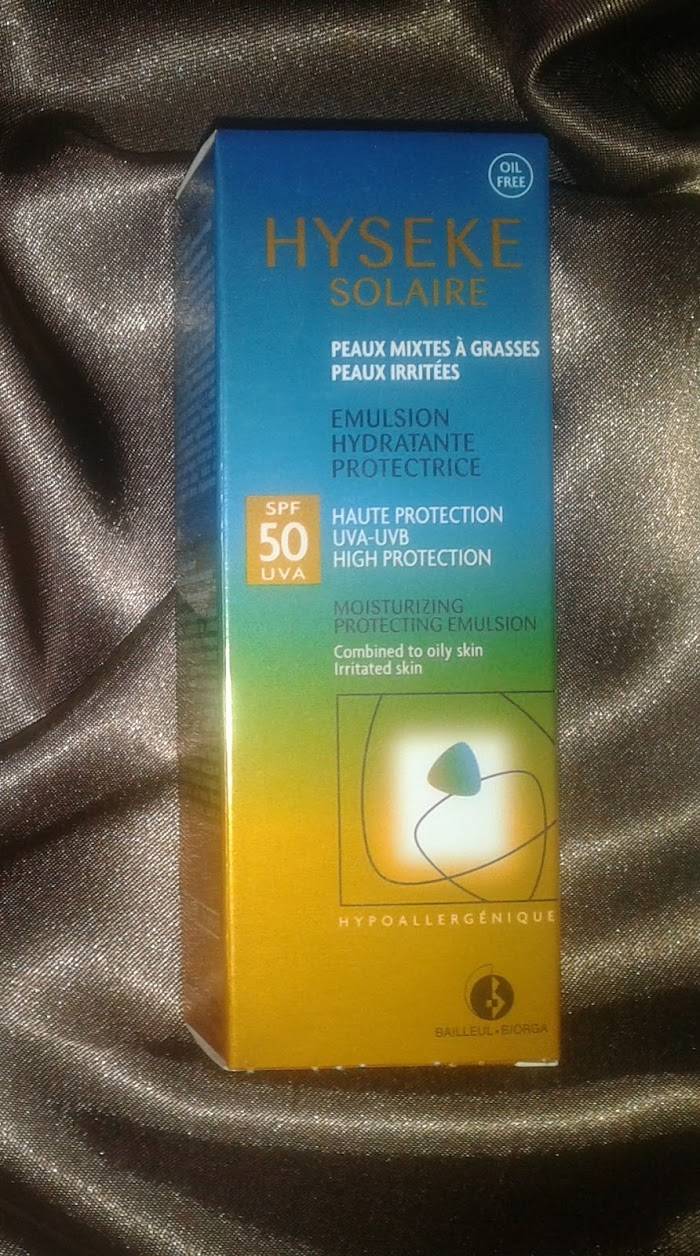 OIL
FREE
HYSEKE
SOLAIRE
PEAUX MIXTES À GRASSES
PEAUX IRRITÉES
EMULSION
HYDRATANTE
PROTECTRICE
SPF
50
UVA
HAUTE PROTECTION
UVA-UVB
HIGH PROTECTION
MOISTURIZING
PROTECTING EMULSION
Combined to oily skin
Irritated skin
HYPOALLERGÉNIQUE
BAILLEUL • BIORGA